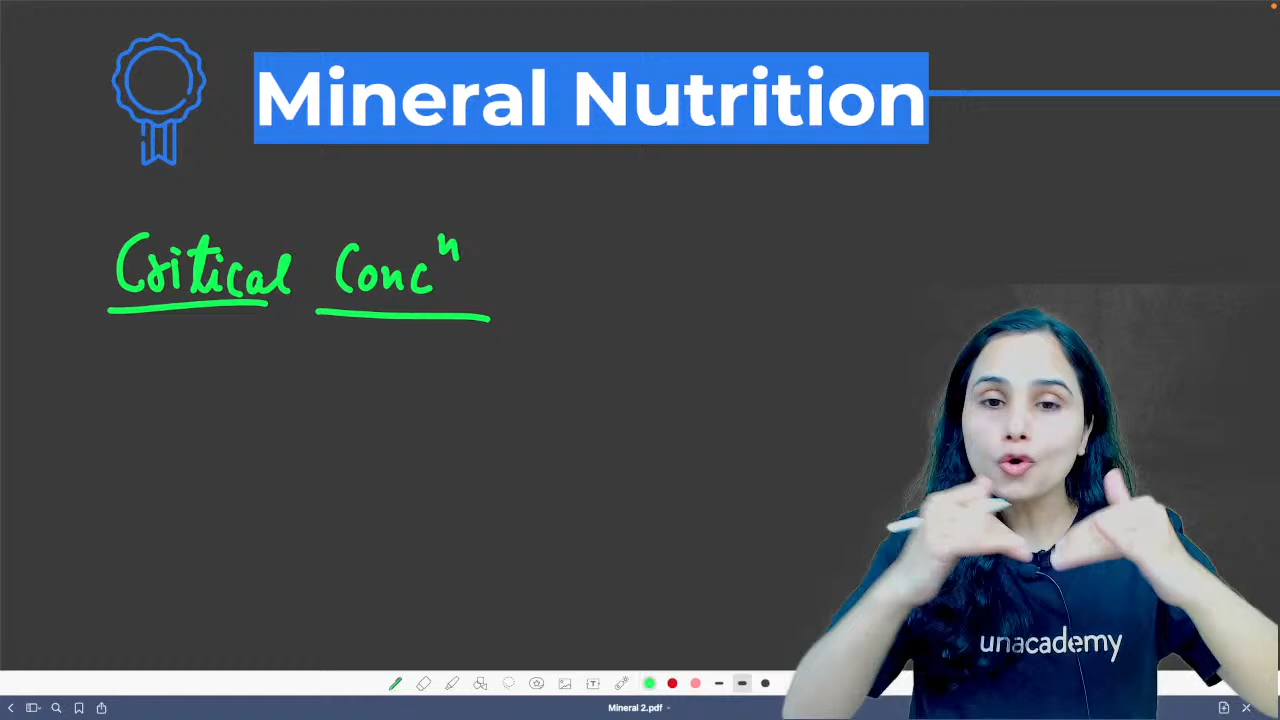 Mineral Nutrition
Critical Concⁿ
unacademy
Mineral 2.pdf